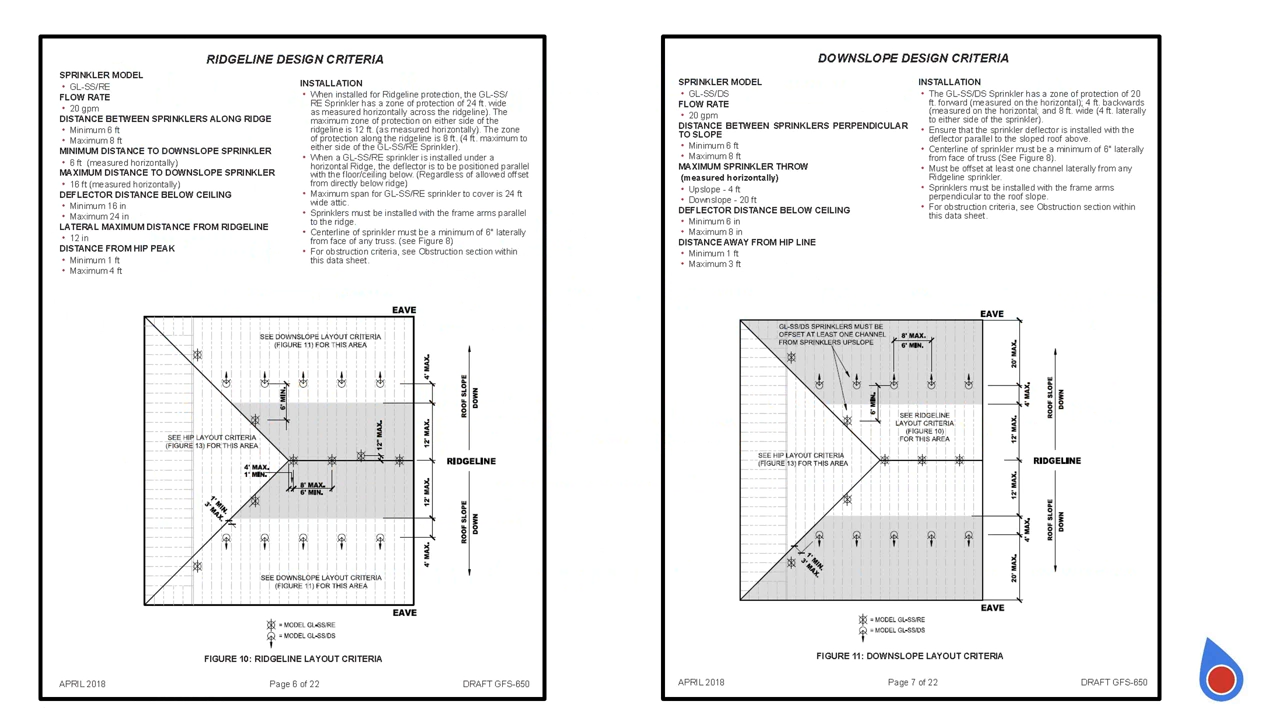 RIDGELINE DESIGN CRITERIA
SPRINKLER MODEL
• GL-SS/RE
FLOW RATE
• 20 gpm
DISTANCE BETWEEN SPRINKLERS ALONG RIDGE
• Minimum 6 ft
• Maximum 8 ft
MINIMUM DISTANCE TO DOWNSLOPE SPRINKLER
• 6 ft (measured horizontally)
MAXIMUM DISTANCE TO DOWNSLOPE SPRINKLER
• 16 ft (measured horizontally)
DEFLECTOR DISTANCE BELOW CEILING
• Minimum 16 in
• Maximum 24 in
LATERAL MAXIMUM DISTANCE FROM RIDGELINE
• 12 in
DISTANCE FROM HIP PEAK
• Minimum 1 ft
• Maximum 4 ft
INSTALLATION
• When installed for Ridgeline protection, the GL-SS/
RE Sprinkler has a zone of protection of 24 ft. wide
as measured horizontally across the ridgeline). The
maximum zone of protection on either side of the
ridgeline is 12 ft. (as measured horizontally). The zone
of protection along the ridgeline is 8 ft. (4 ft. maximum to
either side of the GL-SS/RE Sprinkler).
• When a GL-SS/RE sprinkler is installed under a
horizontal Ridge, the deflector is to be positioned parallel
with the floor/ceiling below. (Regardless of allowed offset
from directly below ridge)
• Maximum span for GL-SS/RE sprinkler to cover is 24 ft
wide attic.
• Sprinklers must be installed with the frame arms parallel
to the ridge.
• Centerline of sprinkler must be a minimum of 6" laterally
from face of any truss. (see Figure 8)
• For obstruction criteria, see Obstruction section within
this data sheet.
EAVE
SEE DOWNSLOPE LAYOUT CRITERIA
(FIGURE 11) FOR THIS AREA
6' MIN.
4' MAX.
ROOF SLOPE
DOWN
12" MAX.
12' MAX.
SEE HIP LAYOUT CRITERIA
(FIGURE 13) FOR THIS AREA
RIDGELINE
4' MAX.
1' MIN.
8' MAX.
6' MIN.
1' MIN.
3' MAX.
12' MAX.
ROOF SLOPE
DOWN
4' MAX.
SEE DOWNSLOPE LAYOUT CRITERIA
(FIGURE 11) FOR THIS AREA
EAVE
= MODEL GL-SS/RE
= MODEL GL-SS/DS
FIGURE 10: RIDGELINE LAYOUT CRITERIA
APRIL 2018
Page 6 of 22
DRAFT GFS-650
DOWNSLOPE DESIGN CRITERIA
SPRINKLER MODEL
• GL-SS/DS
FLOW RATE
• 20 gpm
DISTANCE BETWEEN SPRINKLERS PERPENDICULAR
TO SLOPE
• Minimum 6 ft
• Maximum 8 ft
MAXIMUM SPRINKLER THROW
(measured horizontally)
• Upslope - 4 ft
• Downslope - 20 ft
DEFLECTOR DISTANCE BELOW CEILING
• Minimum 6 in
• Maximum 8 in
DISTANCE AWAY FROM HIP LINE
• Minimum 1 ft
• Maximum 3 ft
INSTALLATION
• The GL-SS/DS Sprinkler has a zone of protection of 20
ft. forward (measured on the horizontal); 4 ft. backwards
(measured on the horizontal; and 8 ft. wide (4 ft. laterally
to either side of the sprinkler).
• Ensure that the sprinkler deflector is installed with the
deflector parallel to the sloped roof above.
• Centerline of sprinkler must be a minimum of 6" laterally
from face of truss (See Figure 8).
• Must be offset at least one channel laterally from any
Ridgeline sprinkler.
• Sprinklers must be installed with the frame arms
perpendicular to the roof slope.
• For obstruction criteria, see Obstruction section within
this data sheet.
EAVE
GL-SS/DS SPRINKLERS MUST BE
OFFSET AT LEAST ONE CHANNEL
FROM SPRINKLERS UPSLOPE
8' MAX.
6' MIN.
20' MAX.
6' MIN.
4' MAX.
ROOF SLOPE
DOWN
SEE RIDGELINE
LAYOUT CRITERIA
(FIGURE 10)
FOR THIS AREA
12' MAX.
SEE HIP LAYOUT CRITERIA
(FIGURE 13) FOR THIS AREA
RIDGELINE
12' MAX.
ROOF SLOPE
DOWN
4' MAX.
1' MIN.
3' MAX.
20' MAX.
EAVE
= MODEL GL-SS/RE
= MODEL GL-SS/DS
FIGURE 11: DOWNSLOPE LAYOUT CRITERIA
APRIL 2018
Page 7 of 22
DRAFT GFS-650